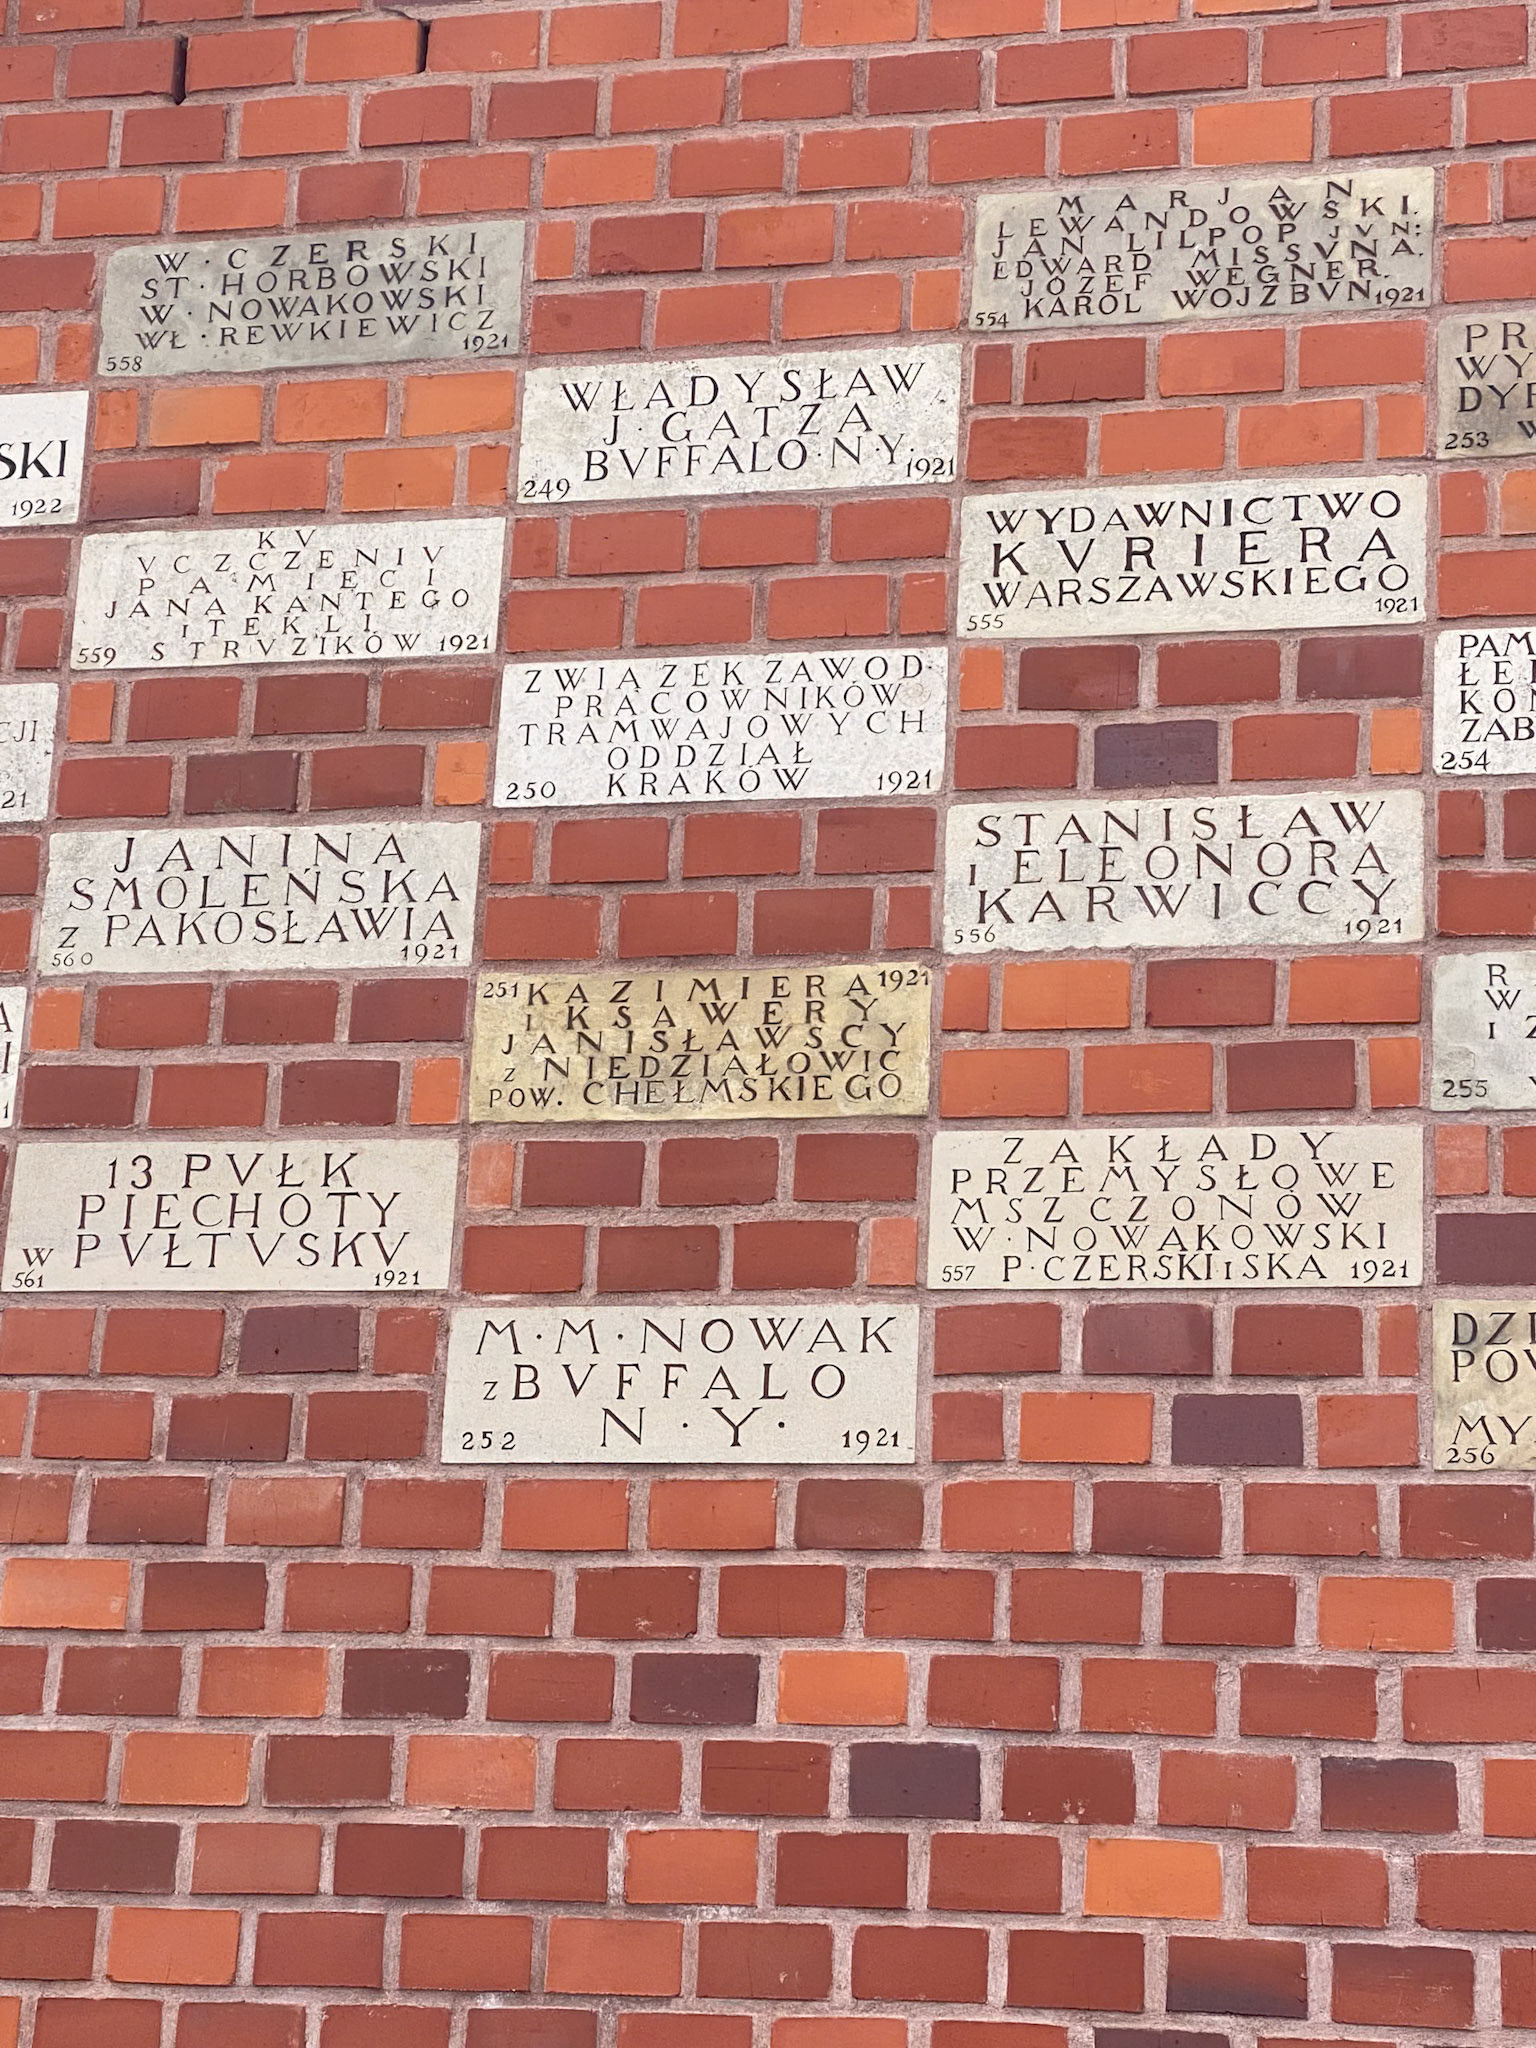 W · CZERSKI
ST · HORBOWSKI
W · NOWAKOWSKI
WŁ · REWKIEWICZ
558 1921
MARJAN
LEWANDOWSKI.
JAN LILPOP JVN:
EDWARD MISSVNA.
JÓZEF WEGNER.
KAROL WOJZBVN
554 1921
WŁADYSŁAW
J · GATZA
BVFFALO · N · Y ·
249 1921
253
SKI
1922
KV
VCZCZENIV
PAMIĘCI
JANA KANTEGO
I TEKLI
STRVZIKÓW
559 1921
WYDAWNICTWO
KVRIERA
WARSZAWSKIEGO
555 1921
ZWIĄZEK ZAWOD·
PRACOWNIKÓW
TRAMWAJOWYCH
ODDZIAŁ
KRAKÓW
250 1921
254
CJI
21
JANINA
SMOLEŃSKA
Z PAKOSŁAWIA
560 1921
STANISŁAW
I ELEONORA
KARWICCY
556 1921
251 KAZIMIERA 1921
I KSAWERY
JANISŁAWSCY
Z NIEDZIAŁOWIC
POW. CHEŁMSKIEGO
255
13 PVŁK
PIECHOTY
W PVŁTVSKV
561 1921
ZAKŁADY
PRZEMYSŁOWE
MSZCZONÓW
W · NOWAKOWSKI
P · CZERSKI i SKA
557 1921
M · M · NOWAK
Z BVFFALO
N · Y ·
252 1921
256